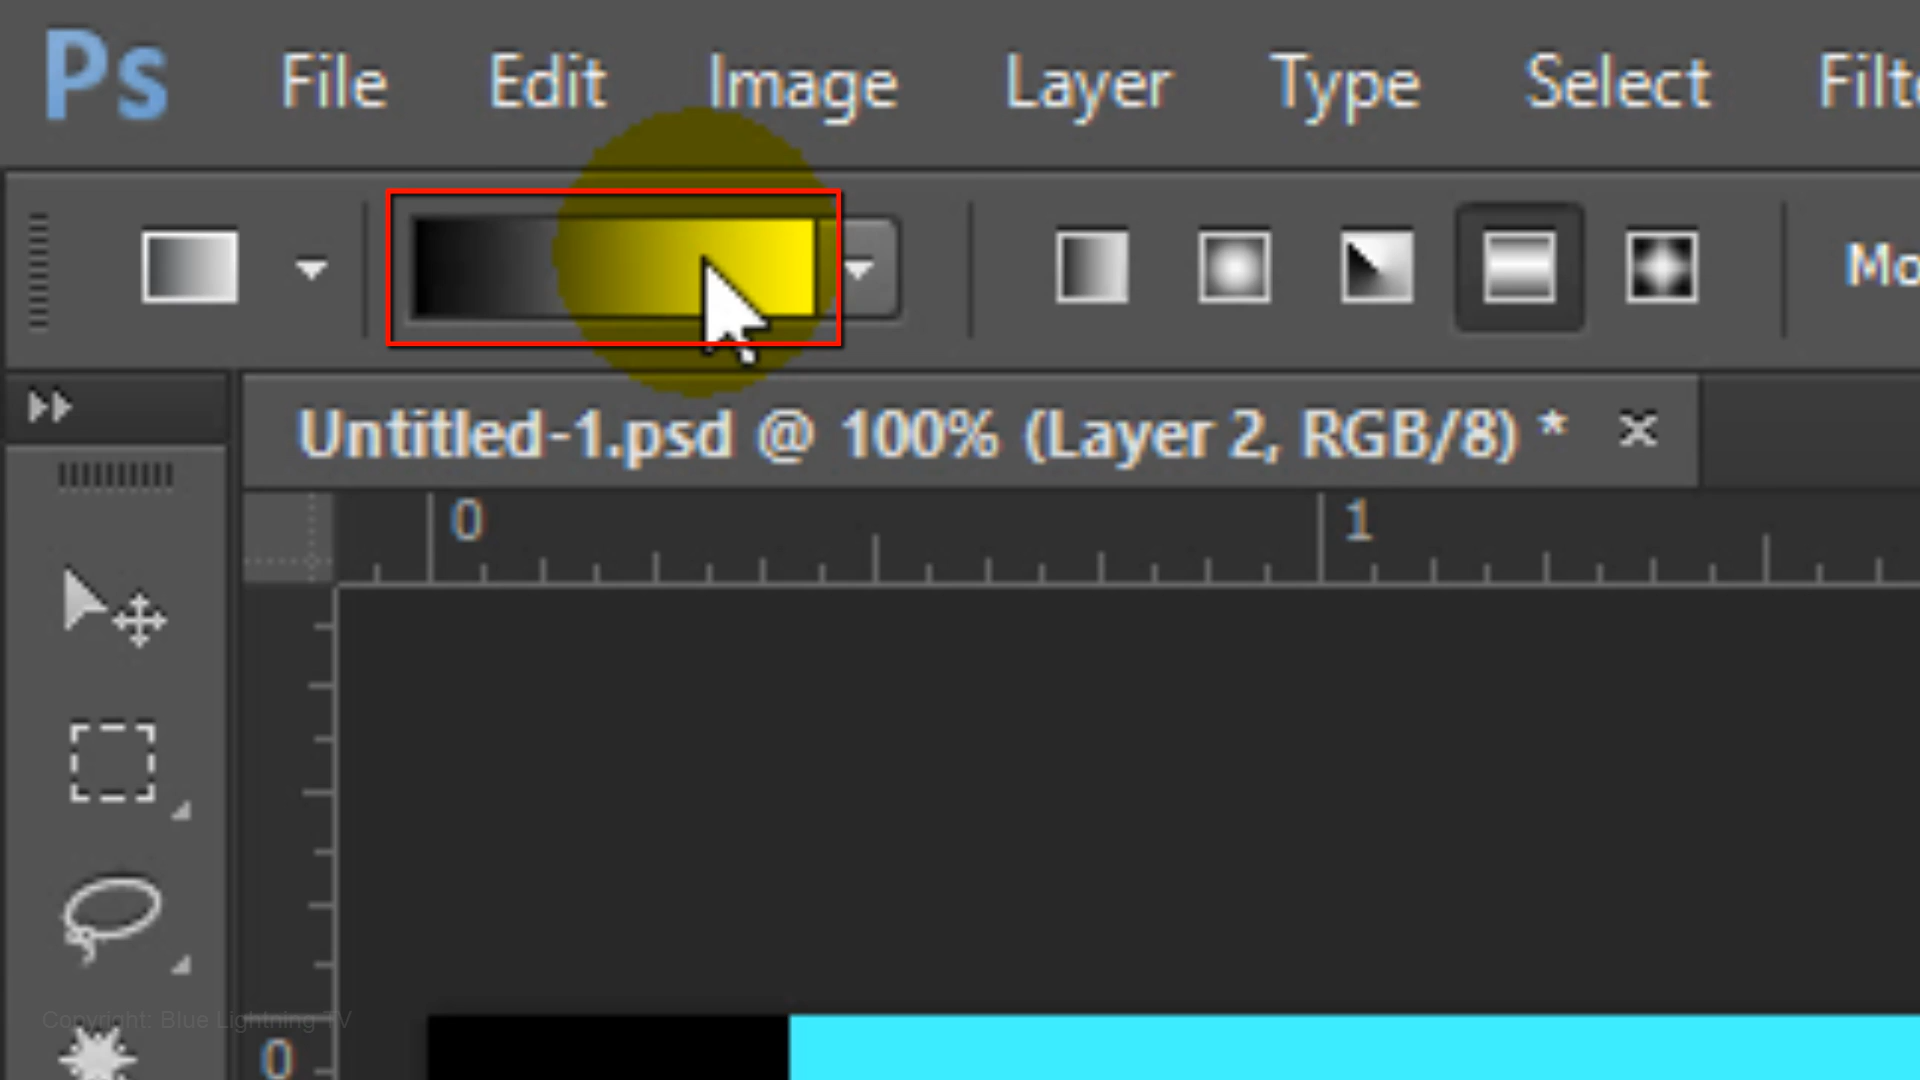 Ps File Edit Image Layer Type Select Filt
Mo
Untitled-1.psd @ 100% (Layer 2, RGB/8) * ×
0 1
Copyright: Blue Lightning TV
0